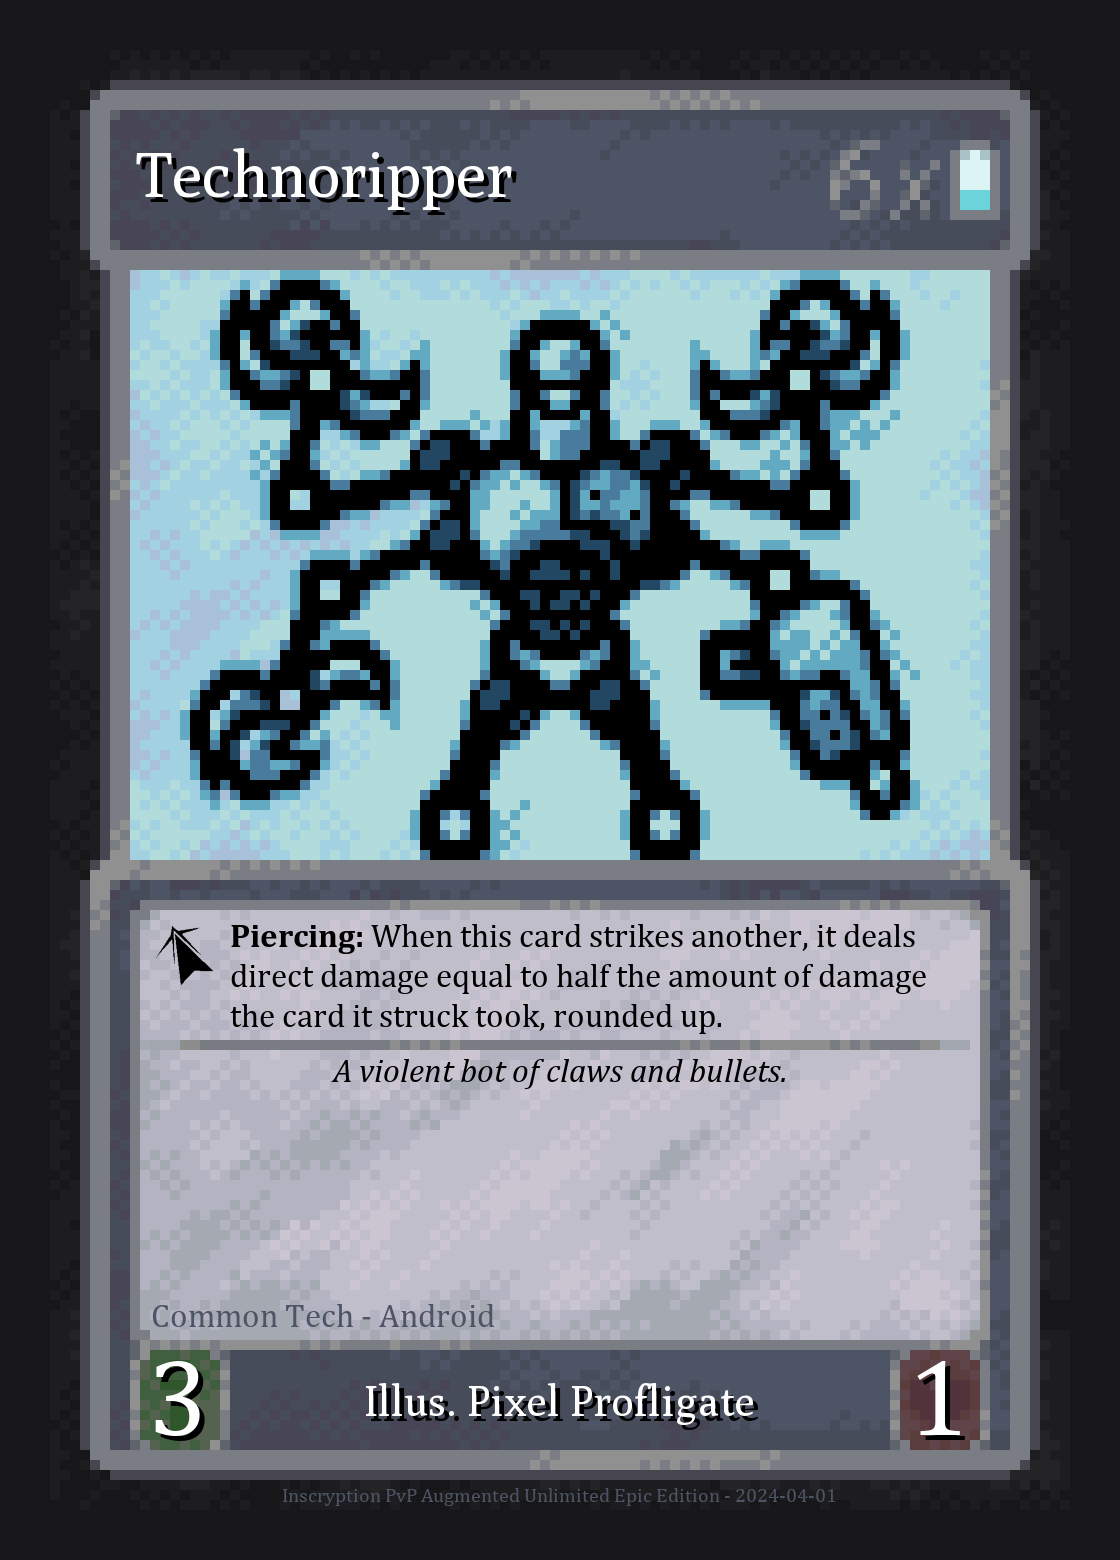 Technoripper 6x
Piercing: When this card strikes another, it deals
direct damage equal to half the amount of damage
the card it struck took, rounded up.
A violent bot of claws and bullets.
Common Tech - Android
3 Illus. Pixel Profligate 1
Inscryption PvP Augmented Unlimited Epic Edition - 2024-04-01